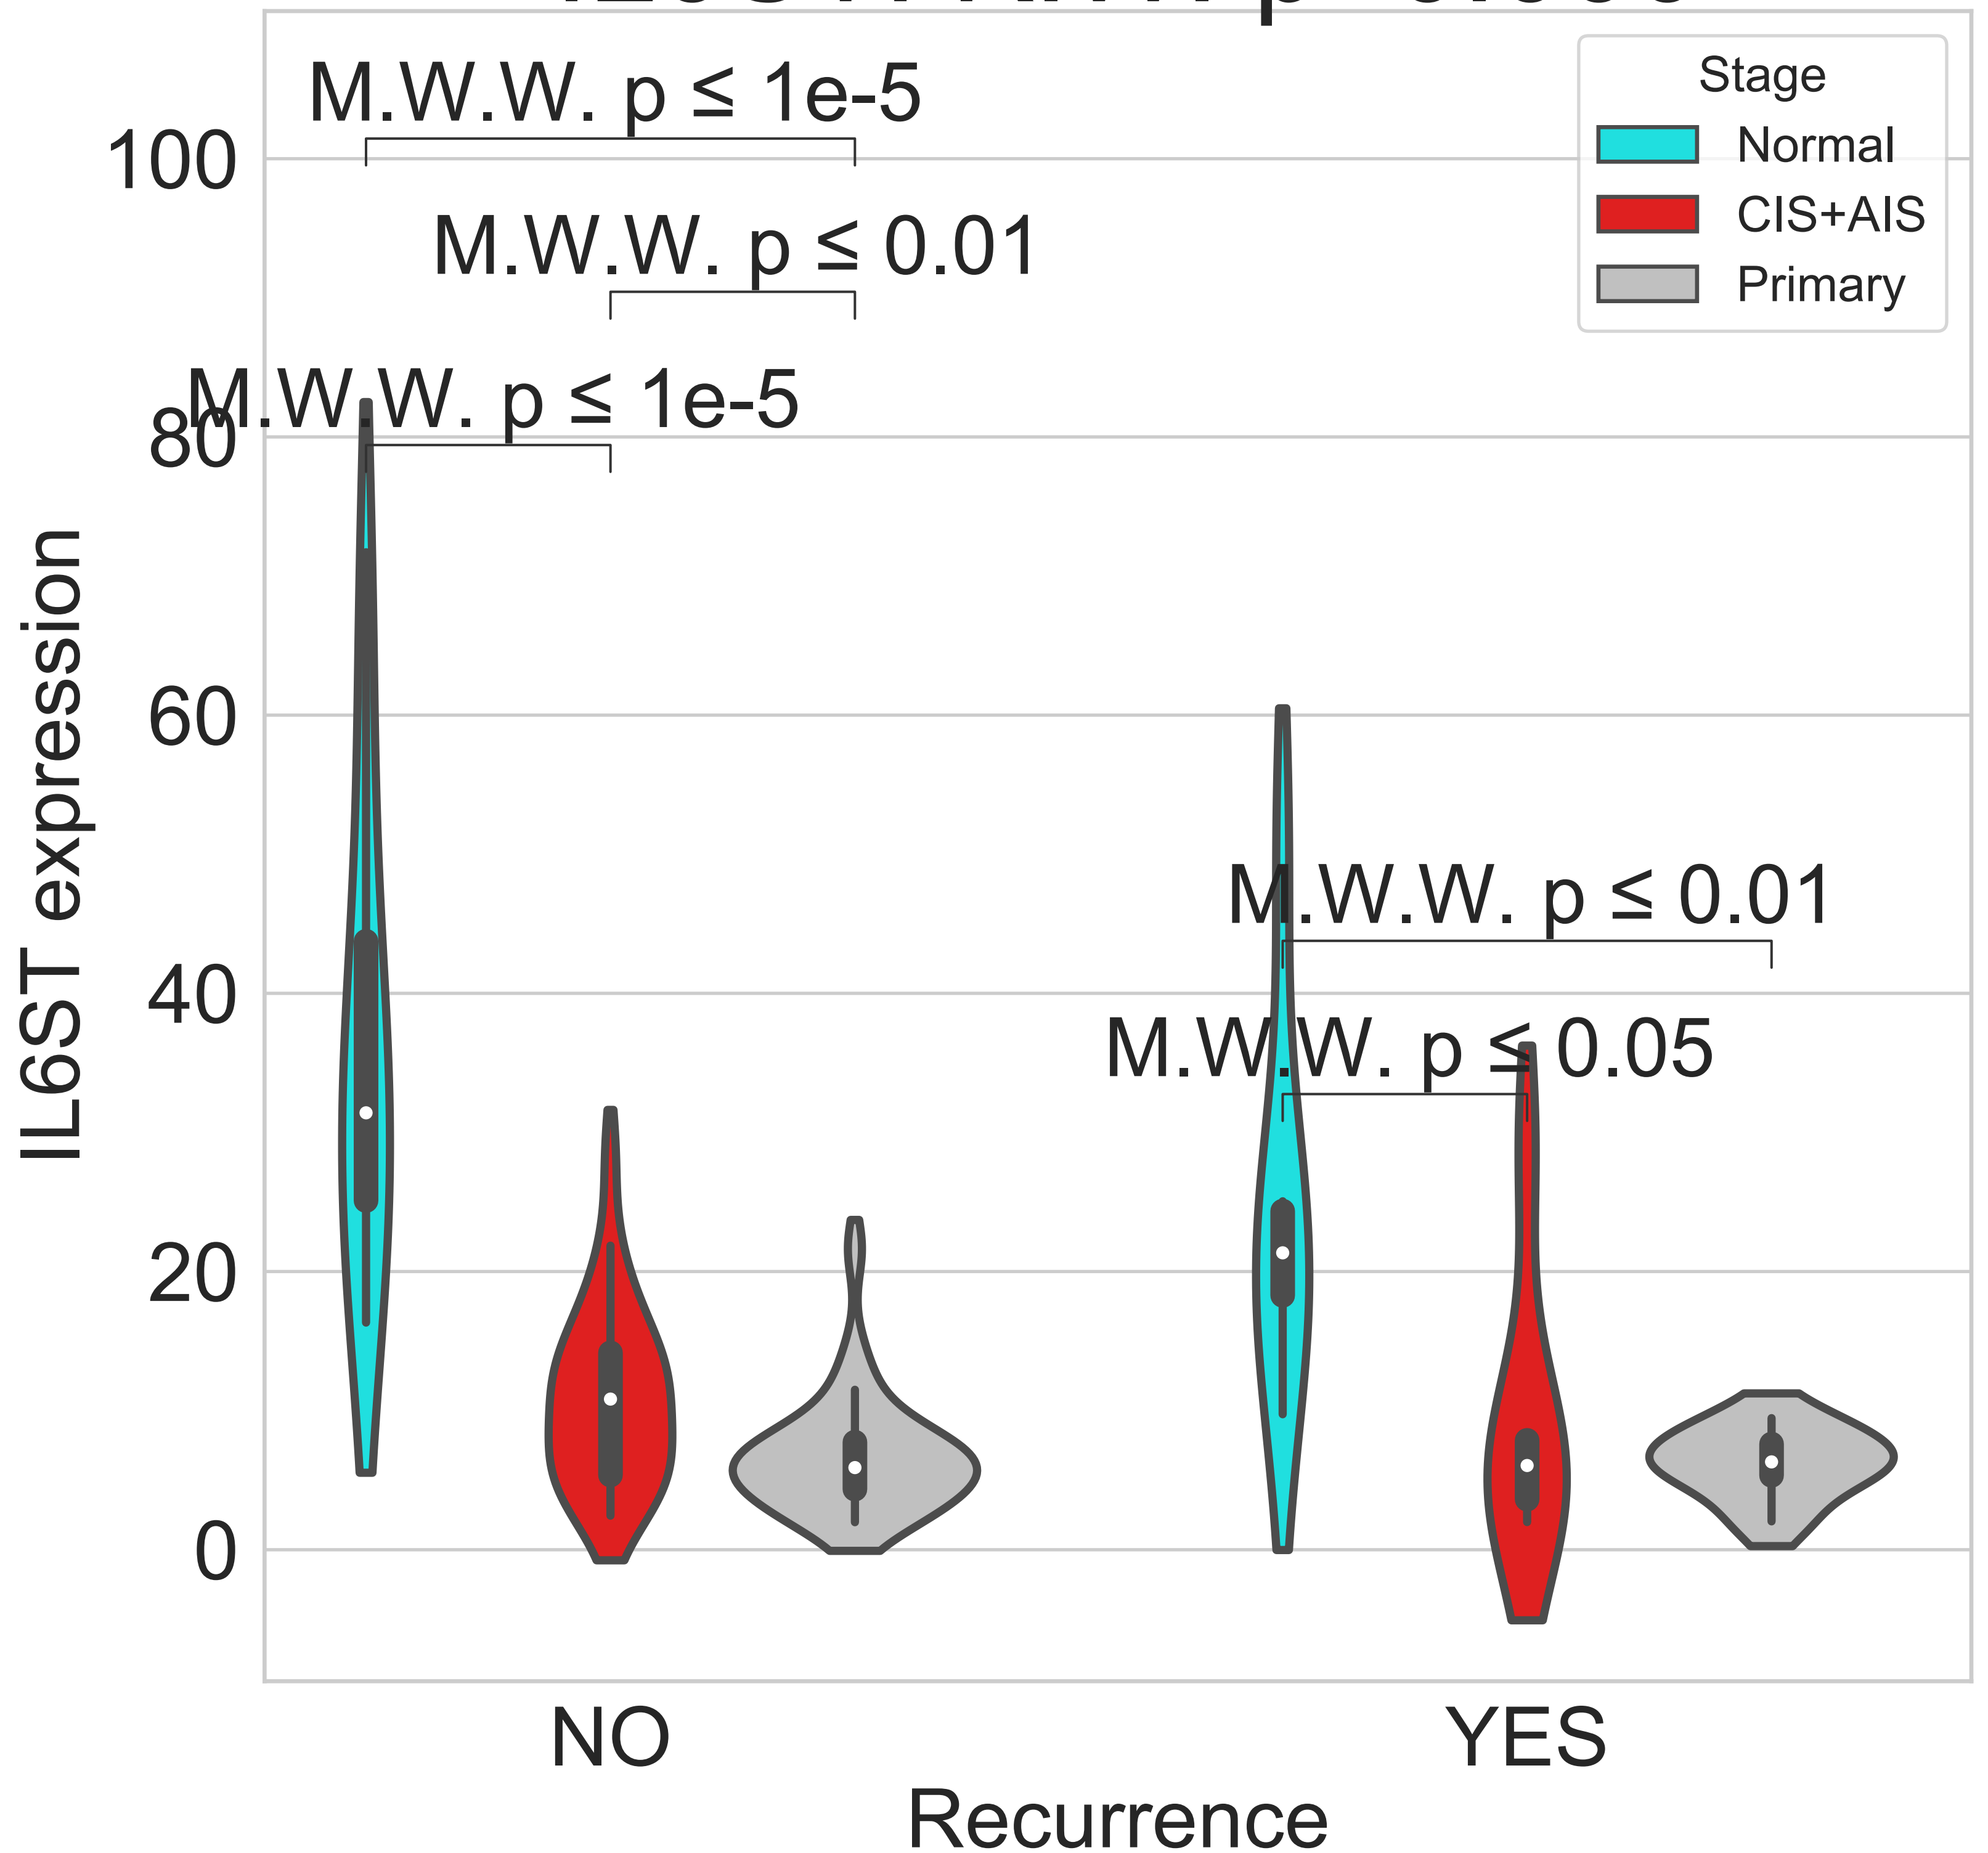 M.W.W. p ≤ 1e-5
Stage
Normal
CIS+AIS
Primary
100
M.W.W. p ≤ 0.01
M.W.W. p ≤ 1e-5
80
60
M.W.W. p ≤ 0.01
40
M.W.W. p ≤ 0.05
20
0
IL6ST expression
NO
YES
Recurrence